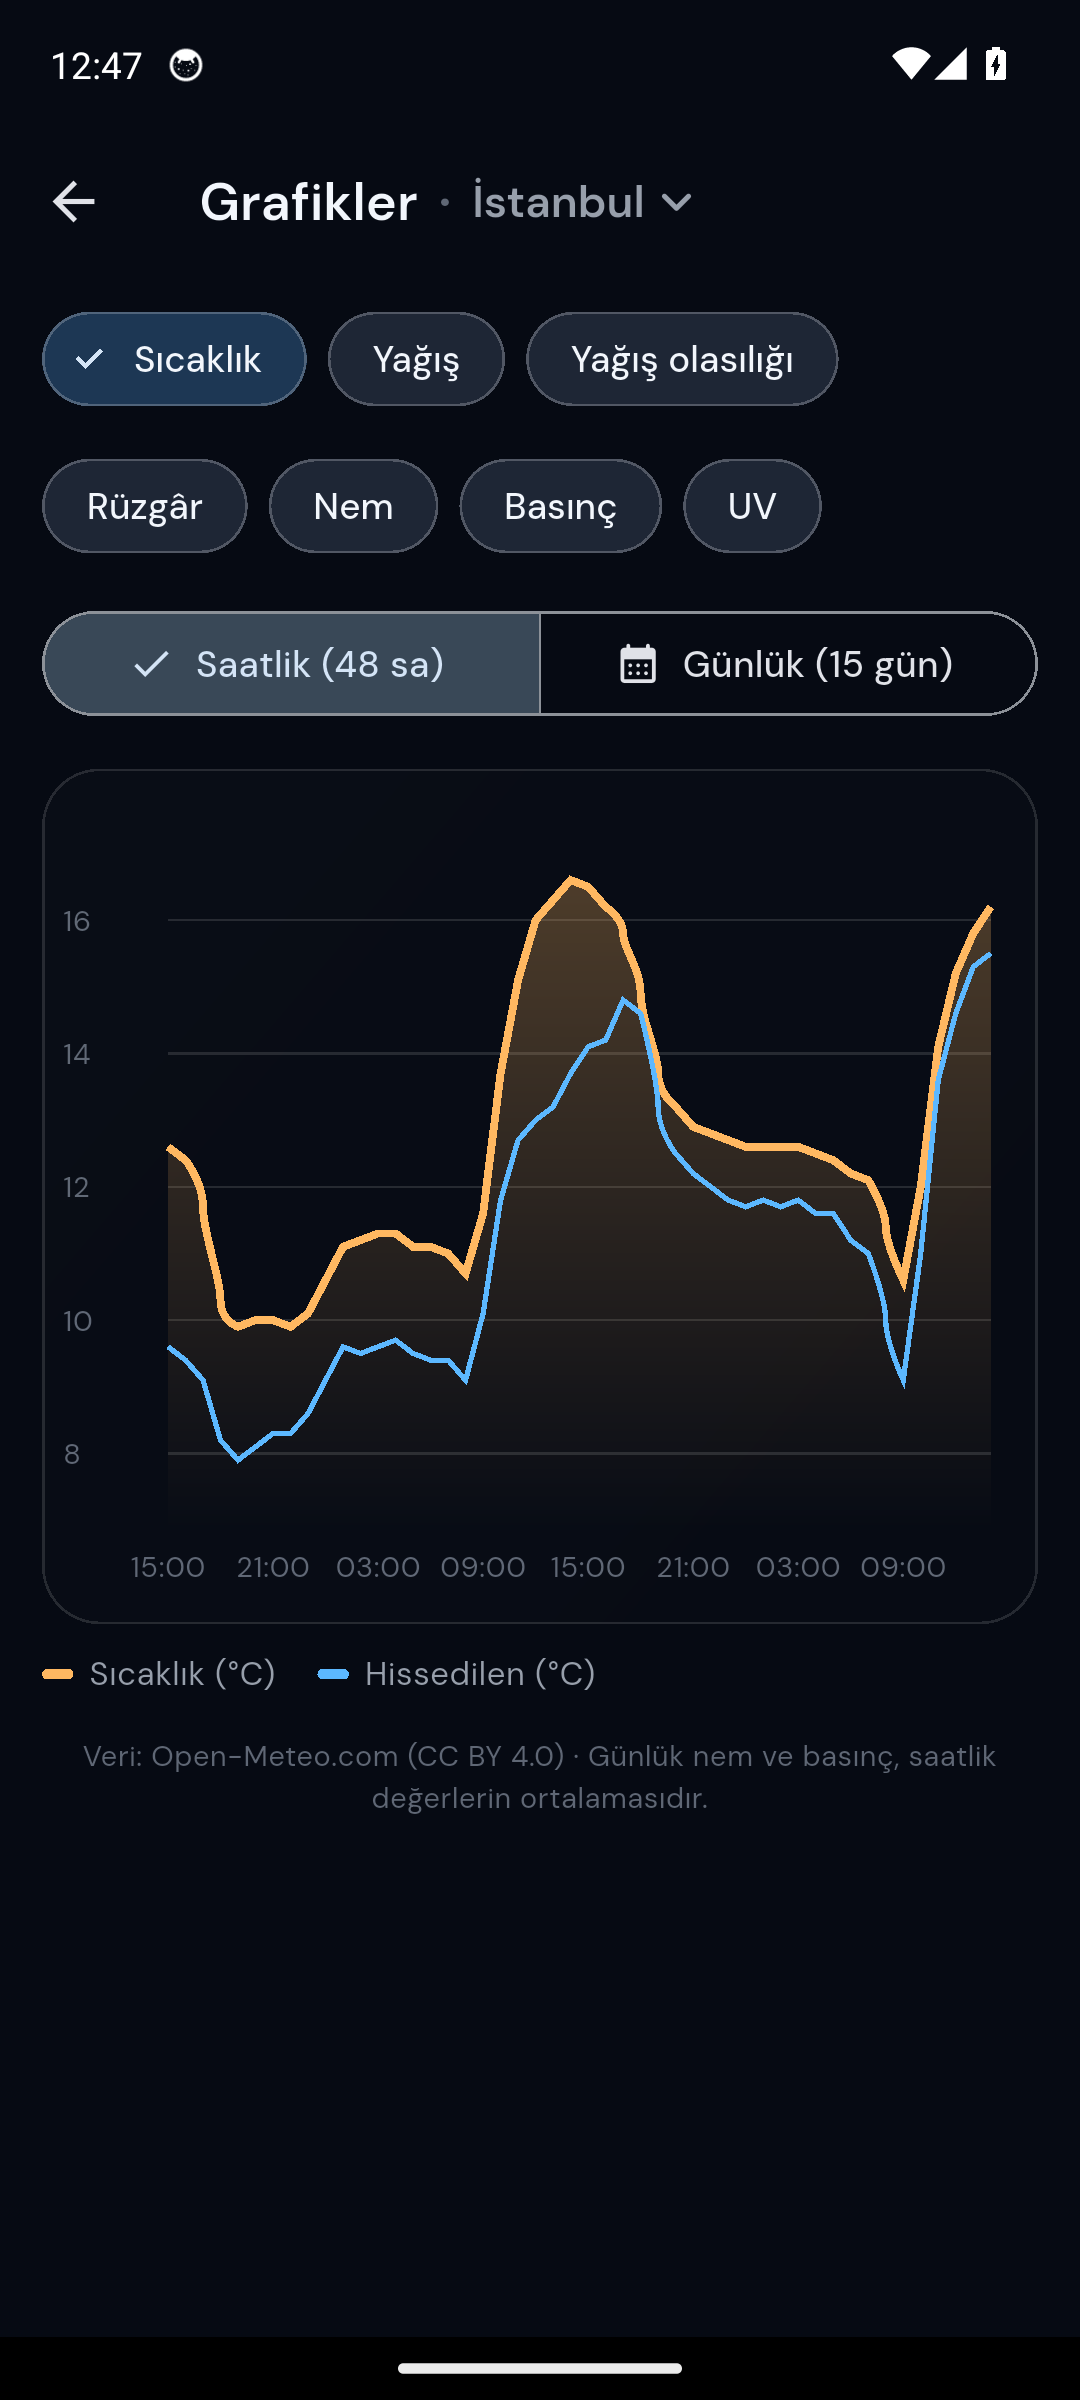 12:47
Grafikler · İstanbul
Sıcaklık Yağış Yağış olasılığı
Rüzgâr Nem Basınç UV
Saatlik (48 sa) Günlük (15 gün)
16
14
12
10
8
15:00 21:00 03:00 09:00 15:00 21:00 03:00 09:00
Sıcaklık (°C) Hissedilen (°C)
Veri: Open-Meteo.com (CC BY 4.0) · Günlük nem ve basınç, saatlik
değerlerin ortalamasıdır.